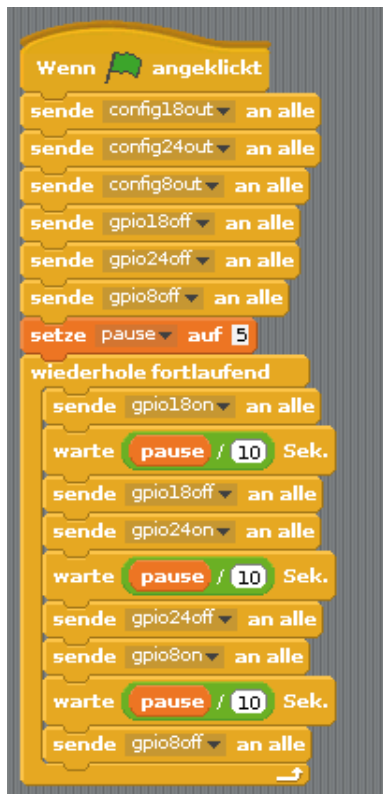 Wenn angeklickt
sende config18out an alle
sende config24out an alle
sende config8out an alle
sende gpio18off an alle
sende gpio24off an alle
sende gpio8off an alle
setze pause auf 5
wiederhole fortlaufend
sende gpio18on an alle
warte pause / 10 Sek.
sende gpio18off an alle
sende gpio24on an alle
warte pause / 10 Sek.
sende gpio24off an alle
sende gpio8on an alle
warte pause / 10 Sek.
sende gpio8off an alle